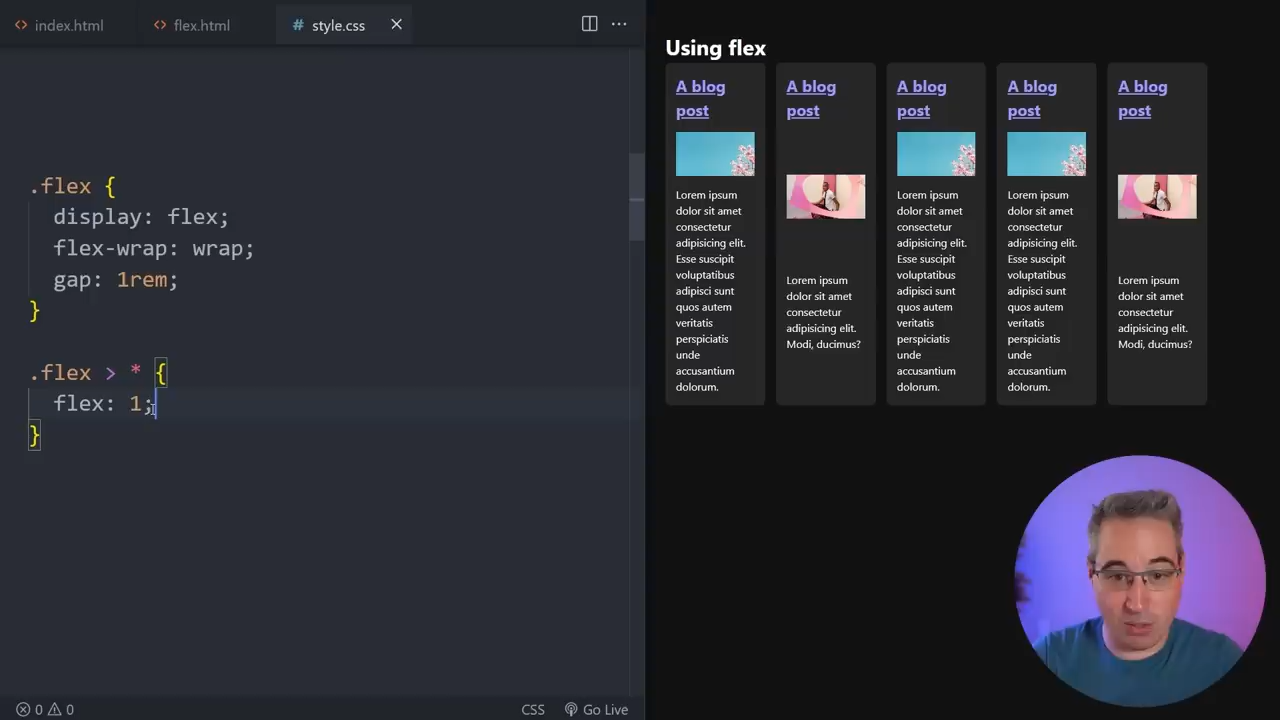 index.html
flex.html
style.css
.flex {
display: flex;
flex-wrap: wrap;
gap: 1rem;
}
.flex > * {
flex: 1;
}
0 0
CSS
Go Live
Using flex
A blog
post
Lorem ipsum
dolor sit amet
consectetur
adipisicing elit.
Esse suscipit
voluptatibus
adipisci sunt
quos autem
veritatis
perspiciatis
unde
accusantium
dolorum.
A blog
post
Lorem ipsum
dolor sit amet
consectetur
adipisicing elit.
Modi, ducimus?
A blog
post
Lorem ipsum
dolor sit amet
consectetur
adipisicing elit.
Esse suscipit
voluptatibus
adipisci sunt
quos autem
veritatis
perspiciatis
unde
accusantium
dolorum.
A blog
post
Lorem ipsum
dolor sit amet
consectetur
adipisicing elit.
Esse suscipit
voluptatibus
adipisci sunt
quos autem
veritatis
perspiciatis
unde
accusantium
dolorum.
A blog
post
Lorem ipsum
dolor sit amet
consectetur
adipisicing elit.
Modi, ducimus?